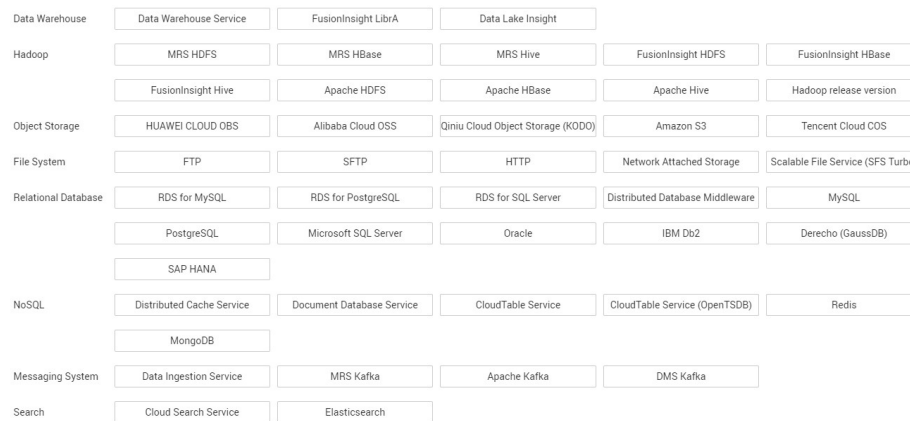 Data Warehouse Data Warehouse Service FusionInsight LibrA Data Lake Insight
Hadoop MRS HDFS MRS HBase MRS Hive FusionInsight HDFS FusionInsight HBase
FusionInsight Hive Apache HDFS Apache HBase Apache Hive Hadoop release version
Object Storage HUAWEI CLOUD OBS Alibaba Cloud OSS Qiniu Cloud Object Storage (KODO) Amazon S3 Tencent Cloud COS
File System FTP SFTP HTTP Network Attached Storage Scalable File Service (SFS Turbo
Relational Database RDS for MySQL RDS for PostgreSQL RDS for SQL Server Distributed Database Middleware MySQL
PostgreSQL Microsoft SQL Server Oracle IBM Db2 Derecho (GaussDB)
SAP HANA
NoSQL Distributed Cache Service Document Database Service CloudTable Service CloudTable Service (OpenTSDB) Redis
MongoDB
Messaging System Data Ingestion Service MRS Kafka Apache Kafka DMS Kafka
Search Cloud Search Service Elasticsearch